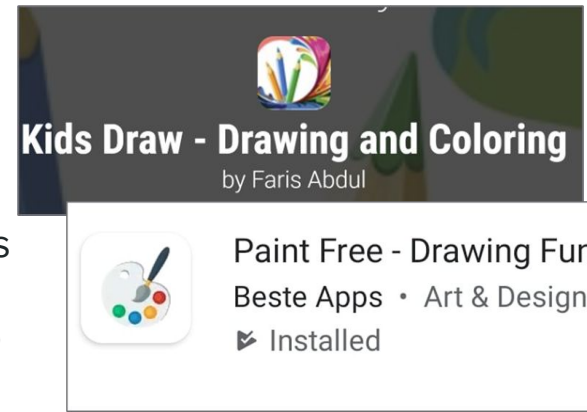 Kids Draw - Drawing and Coloring
by Faris Abdul
Paint Free - Drawing Fun
Beste Apps • Art & Design
Installed